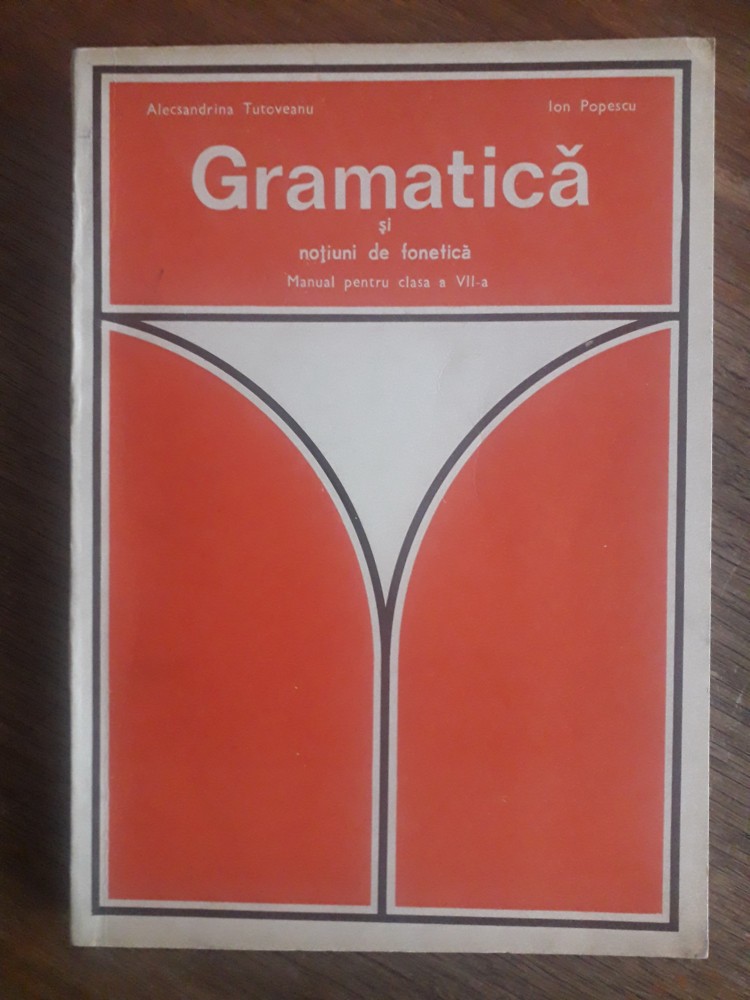 Alecsandrina Tutoveanu Ion Popescu
Gramatică
şi
noţiuni de fonetică
Manual pentru clasa a VII-a